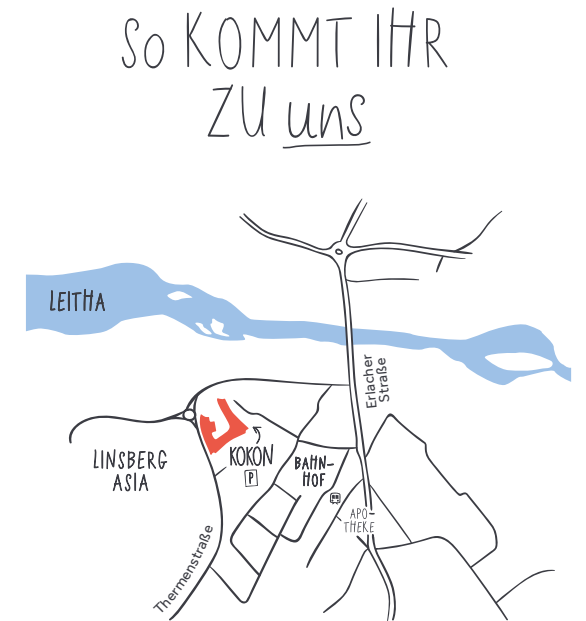 SO KOMMT IHR
ZU uns
LEITHA
Erlacher
Straße
LINSBERG
ASIA
KOKON
P
BAHN-
HOF
APO-
THEKE
Thermenstraße